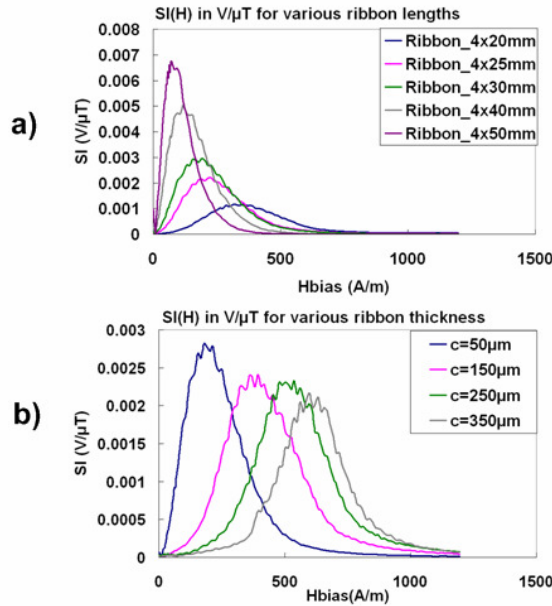 SI(H) in V/µT for various ribbon lengths
a)
SI (V/µT)
0.008
0.007
0.006
0.005
0.004
0.003
0.002
0.001
0
Ribbon_4x20mm
Ribbon_4x25mm
Ribbon_4x30mm
Ribbon_4x40mm
Ribbon_4x50mm
0 500 1000 1500
Hbias (A/m)
SI(H) in V/µT for various ribbon thickness
b)
SI (V/µT)
0.003
0.0025
0.002
0.0015
0.001
0.0005
0
c=50µm
c=150µm
c=250µm
c=350µm
0 500 1000 1500
Hbias(A/m)